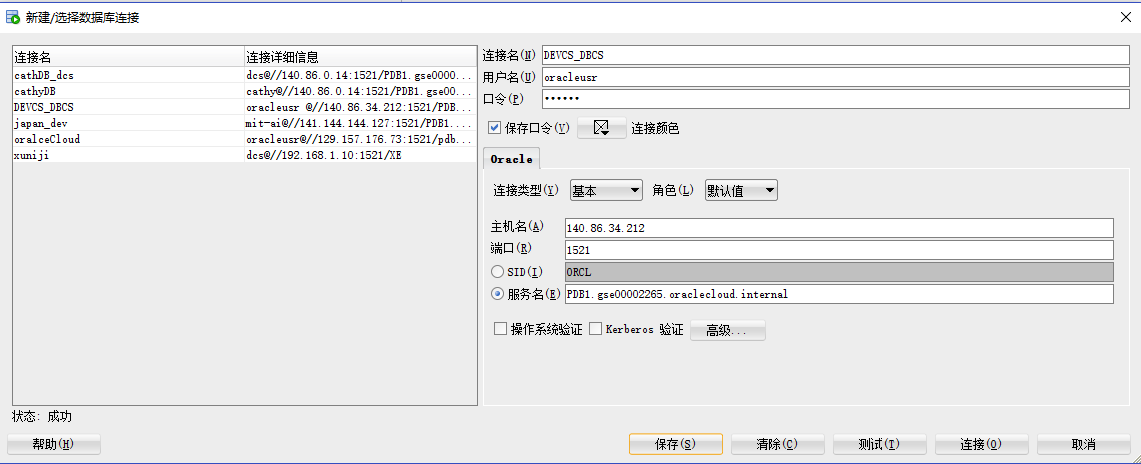 新建/选择数据库连接
连接名 连接详细信息
cathDB_dcs dcs@//140.86.0.14:1521/PDB1.gse0000...
cathyDB cathy@//140.86.0.14:1521/PDB1.gse00...
DEVCS_DBCS oracleusr @//140.86.34.212:1521/PDB...
japan_dev mit-ai@//141.144.144.127:1521/PDB1....
oralceCloud oracleusr@//129.157.176.73:1521/pdb...
xuniji dcs@//192.168.1.10:1521/XE
连接名(N) DEVCS_DBCS
用户名(U) oracleusr
口令(P) ••••••
保存口令(V) 连接颜色
Oracle
连接类型(Y) 基本 角色(L) 默认值
主机名(A) 140.86.34.212
端口(R) 1521
SID(I) ORCL
服务名(E) PDB1.gse00002265.oraclecloud.internal
操作系统验证 Kerberos 验证 高级...
状态: 成功
帮助(H) 保存(S) 清除(C) 测试(T) 连接(O) 取消